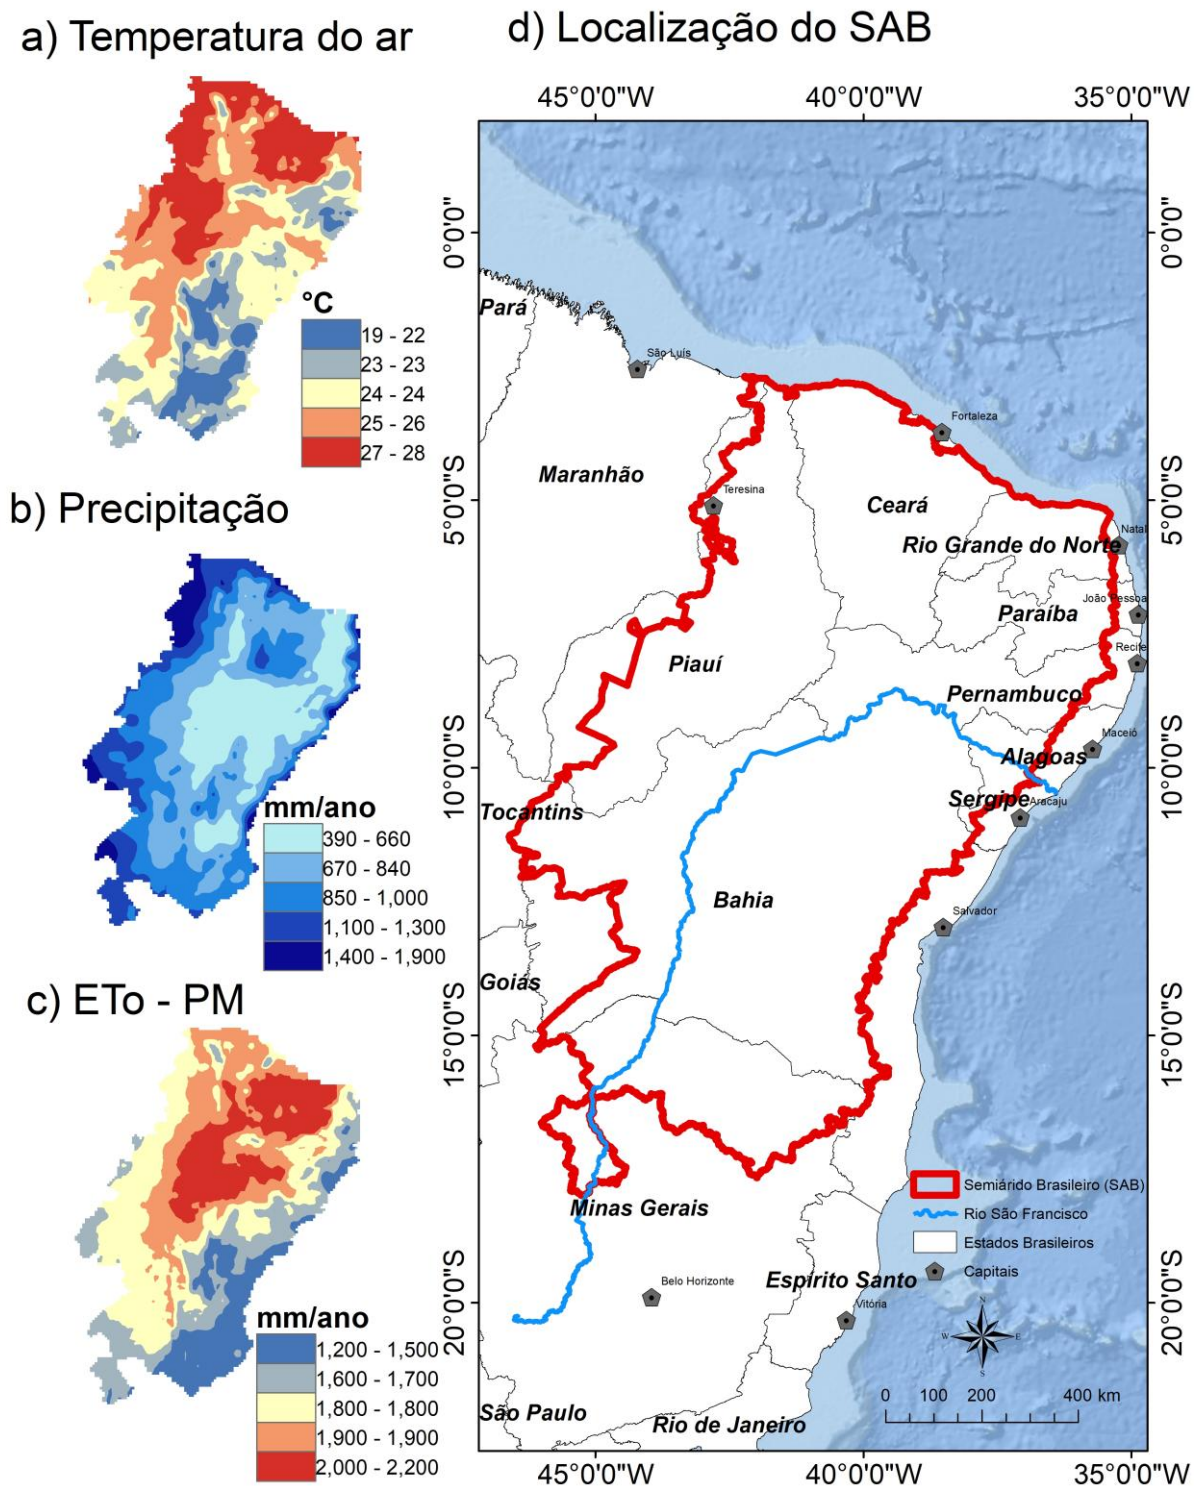 a) Temperatura do ar
°C
19 - 22
23 - 23
24 - 24
25 - 26
27 - 28
b) Precipitação
mm/ano
390 - 660
670 - 840
850 - 1,000
1,100 - 1,300
1,400 - 1,900
c) ETo - PM
mm/ano
1,200 - 1,500
1,600 - 1,700
1,800 - 1,800
1,900 - 1,900
2,000 - 2,200
d) Localização do SAB
45°0'0"W 40°0'0"W 35°0'0"W
0°0'0"
5°0'0"S
10°0'0"S
15°0'0"S
20°0'0"S
0°0'0"
5°0'0"S
10°0'0"S
15°0'0"S
20°0'0"S
Pará
São Luís
Fortaleza
Maranhão
Teresina
Ceará
Natal
Rio Grande do Norte
João Pessoa
Paraíba
Recife
Piauí
Pernambuco
Maceió
Alagoas
Sergipe
Aracaju
Tocantins
Bahia
Salvador
Goiás
Minas Gerais
Belo Horizonte
Espírito Santo
Vitória
São Paulo
Rio de Janeiro
Semiárido Brasileiro (SAB)
Rio São Francisco
Estados Brasileiros
Capitais
N
W E
S
0 100 200 400 km
45°0'0"W 40°0'0"W 35°0'0"W